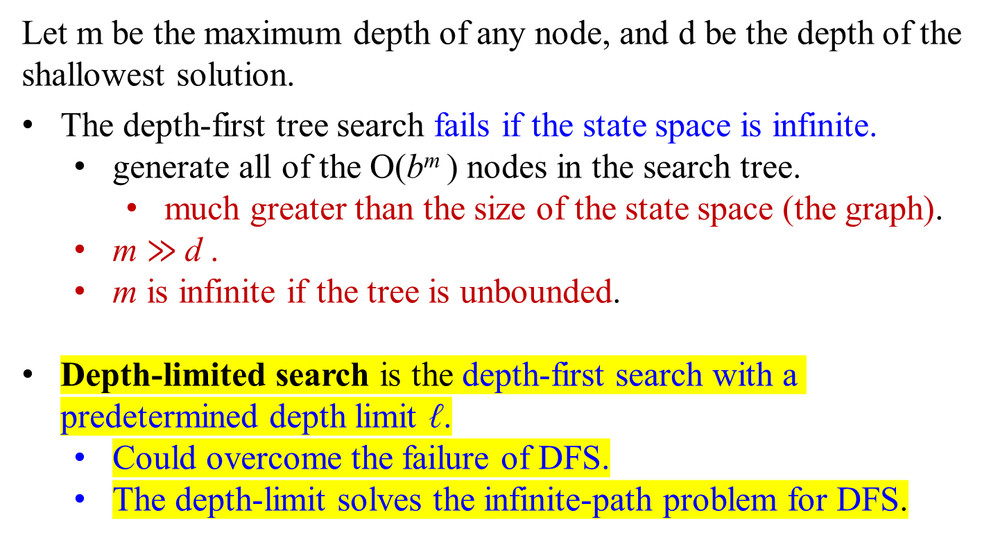 Let m be the maximum depth of any node, and d be the depth of the
shallowest solution.
• The depth-first tree search fails if the state space is infinite.
• generate all of the O(bᵐ ) nodes in the search tree.
• much greater than the size of the state space (the graph).
• m ≫ d .
• m is infinite if the tree is unbounded.
• Depth-limited search is the depth-first search with a
predetermined depth limit ℓ.
• Could overcome the failure of DFS.
• The depth-limit solves the infinite-path problem for DFS.